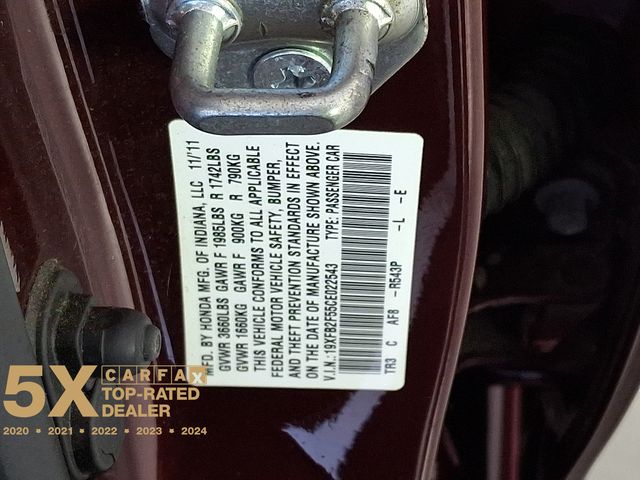 MFD. BY HONDA MFG. OF INDIANA, LLC 11/11
GVWR 3660LBS GAWR F 1985LBS R 1742LBS
GVWR 1660KG GAWR F 900KG R 790KG
THIS VEHICLE CONFORMS TO ALL APPLICABLE
FEDERAL MOTOR VEHICLE SAFETY, BUMPER,
AND THEFT PREVENTION STANDARDS IN EFFECT
ON THE DATE OF MANUFACTURE SHOWN ABOVE.
V.I.N.: 19XFB2F55CE022543 TYPE: PASSENGER CAR
TR3 C AF8 -R543P -L -E
5X CARFAX
TOP-RATED
DEALER
2020 • 2021 • 2022 • 2023 • 2024